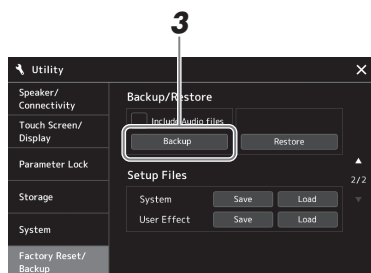 3
Utility
Speaker/
Connectivity
Touch Screen/
Display
Parameter Lock
Storage
System
Factory Reset/
Backup
Backup/Restore
Include Audio files
Backup Restore
2/2
Setup Files
System Save Load
User Effect Save Load